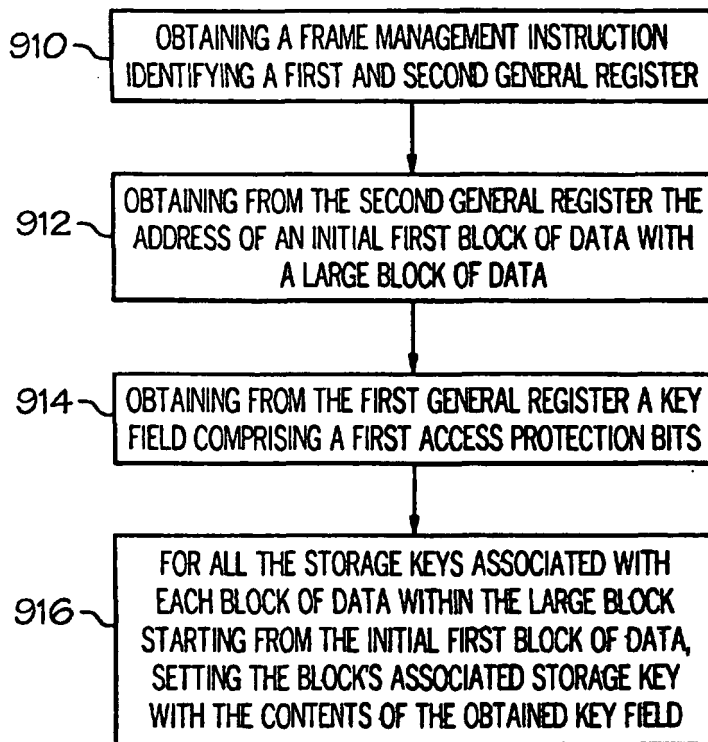 910
OBTAINING A FRAME MANAGEMENT INSTRUCTION
IDENTIFYING A FIRST AND SECOND GENERAL REGISTER
912
OBTAINING FROM THE SECOND GENERAL REGISTER THE
ADDRESS OF AN INITIAL FIRST BLOCK OF DATA WITH
A LARGE BLOCK OF DATA
914
OBTAINING FROM THE FIRST GENERAL REGISTER A KEY
FIELD COMPRISING A FIRST ACCESS PROTECTION BITS
916
FOR ALL THE STORAGE KEYS ASSOCIATED WITH
EACH BLOCK OF DATA WITHIN THE LARGE BLOCK
STARTING FROM THE INITIAL FIRST BLOCK OF DATA,
SETTING THE BLOCK'S ASSOCIATED STORAGE KEY
WITH THE CONTENTS OF THE OBTAINED KEY FIELD